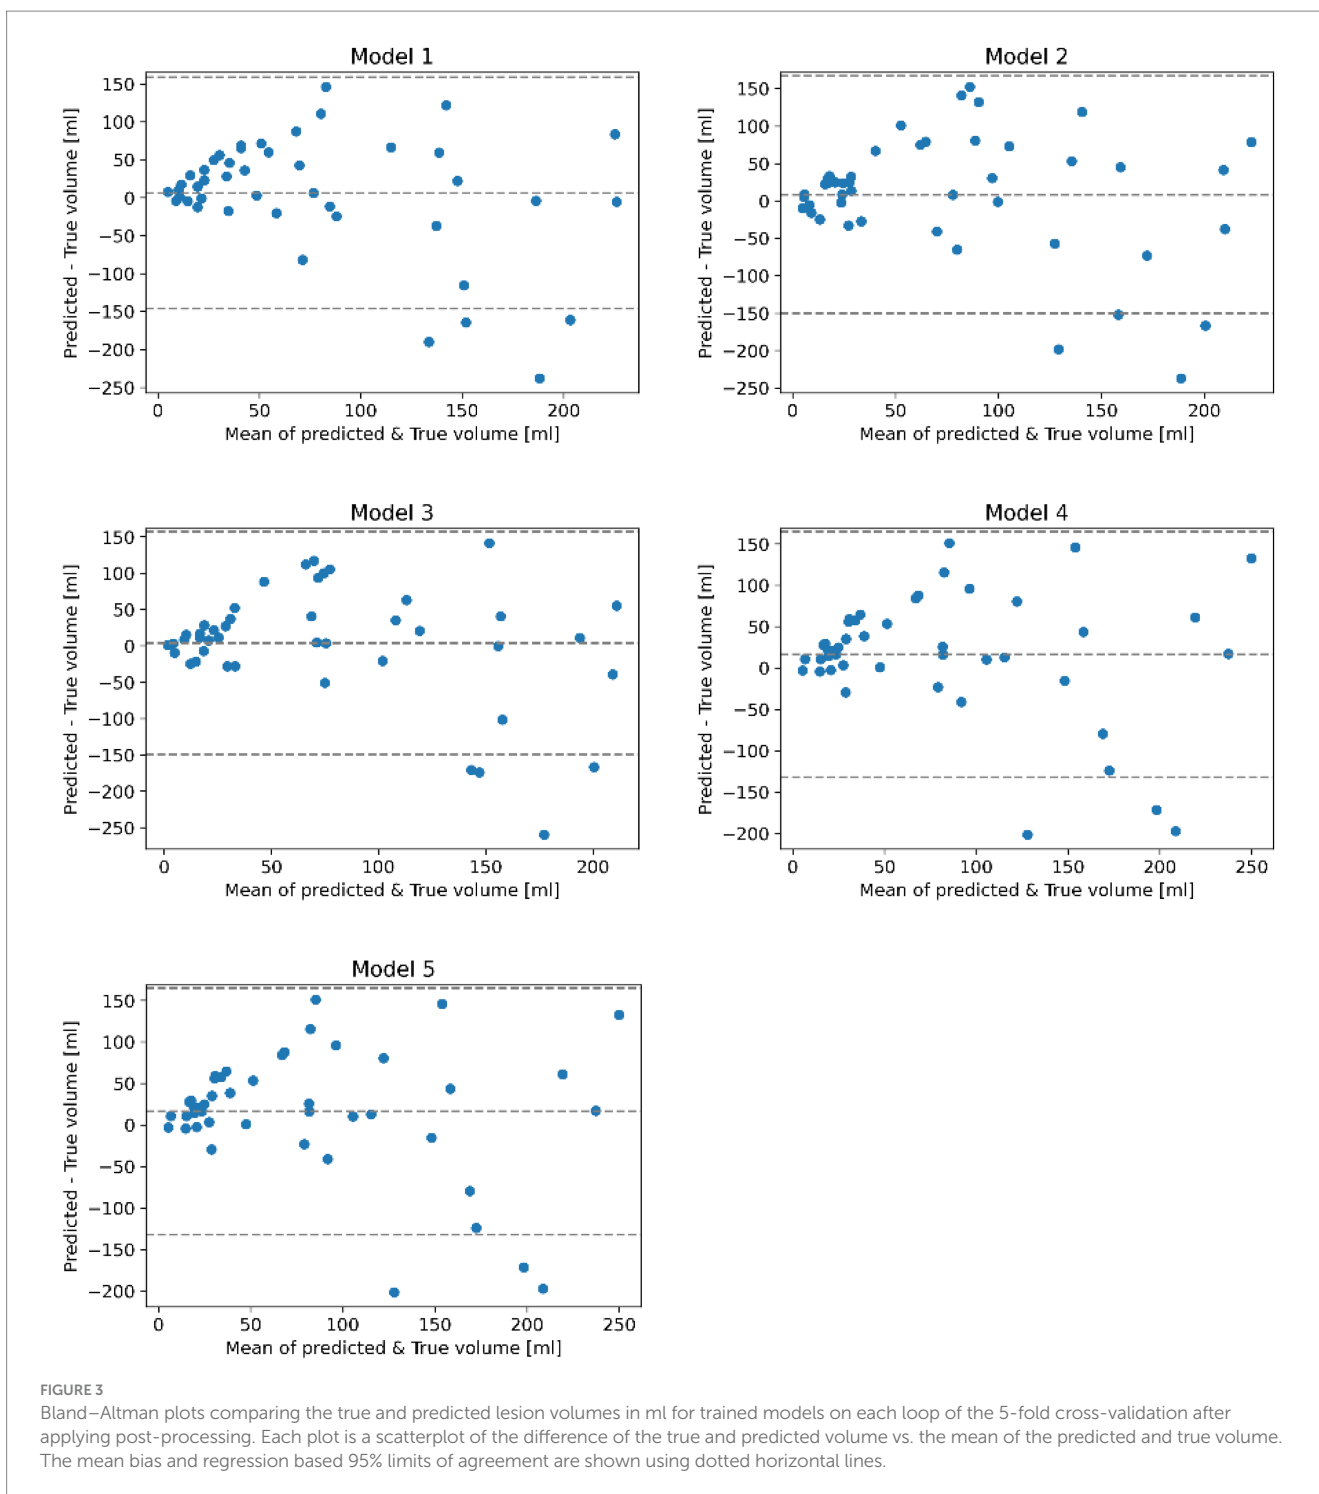 Model 1
150
100
50
0
−50
−100
−150
−200
−250
Predicted - True volume [ml]
0 50 100 150 200
Mean of predicted & True volume [ml]
Model 2
150
100
50
0
−50
−100
−150
−200
−250
Predicted - True volume [ml]
0 50 100 150 200
Mean of predicted & True volume [ml]
Model 3
150
100
50
0
−50
−100
−150
−200
−250
Predicted - True volume [ml]
0 50 100 150 200
Mean of predicted & True volume [ml]
Model 4
150
100
50
0
−50
−100
−150
−200
Predicted - True volume [ml]
0 50 100 150 200 250
Mean of predicted & True volume [ml]
Model 5
150
100
50
0
−50
−100
−150
−200
Predicted - True volume [ml]
0 50 100 150 200 250
Mean of predicted & True volume [ml]
FIGURE 3
Bland–Altman plots comparing the true and predicted lesion volumes in ml for trained models on each loop of the 5-fold cross-validation after
applying post-processing. Each plot is a scatterplot of the difference of the true and predicted volume vs. the mean of the predicted and true volume.
The mean bias and regression based 95% limits of agreement are shown using dotted horizontal lines.